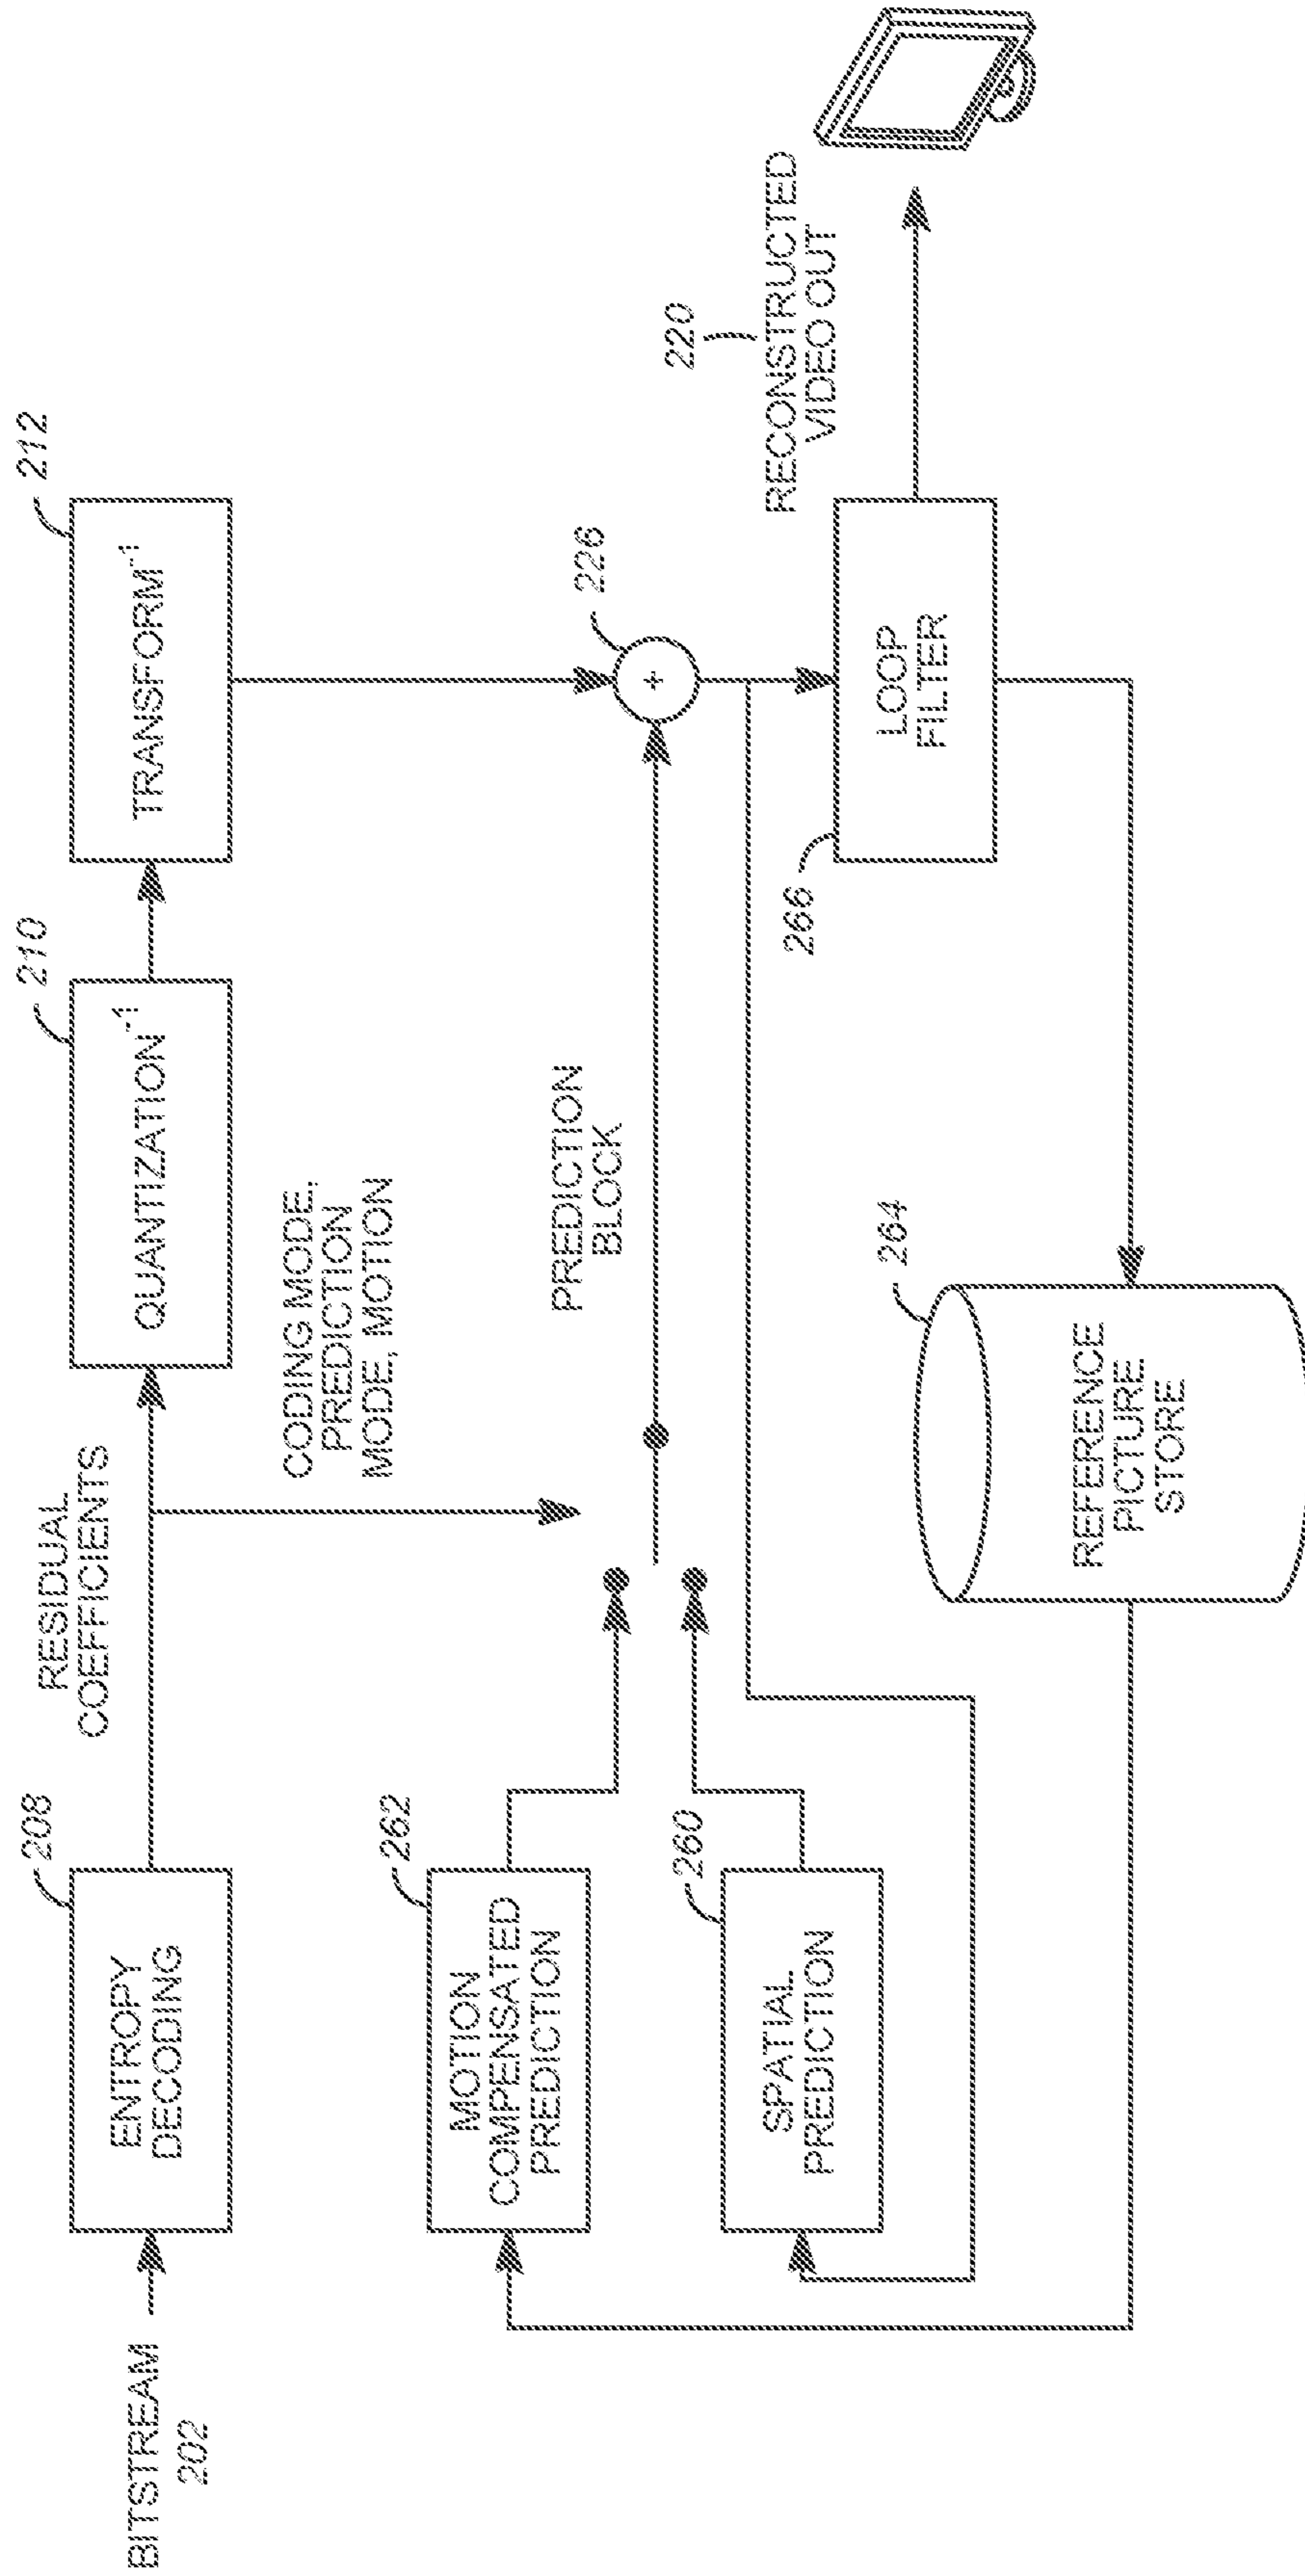 BITSTREAM
202
208
ENTROPY
DECODING
RESIDUAL
COEFFICIENTS
210
QUANTIZATION-1
212
TRANSFORM-1
CODING MODE,
PREDICTION
MODE, MOTION
262
MOTION
COMPENSATED
PREDICTION
260
SPATIAL
PREDICTION
PREDICTION
BLOCK
226
+
266
LOOP
FILTER
220
RECONSTRUCTED
VIDEO OUT
264
REFERENCE
PICTURE
STORE